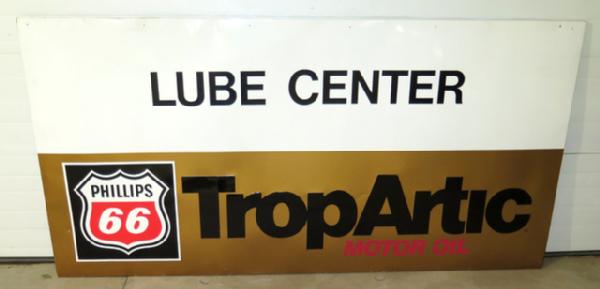 LUBE CENTER
PHILLIPS
66
TropArtic
MOTOR OIL